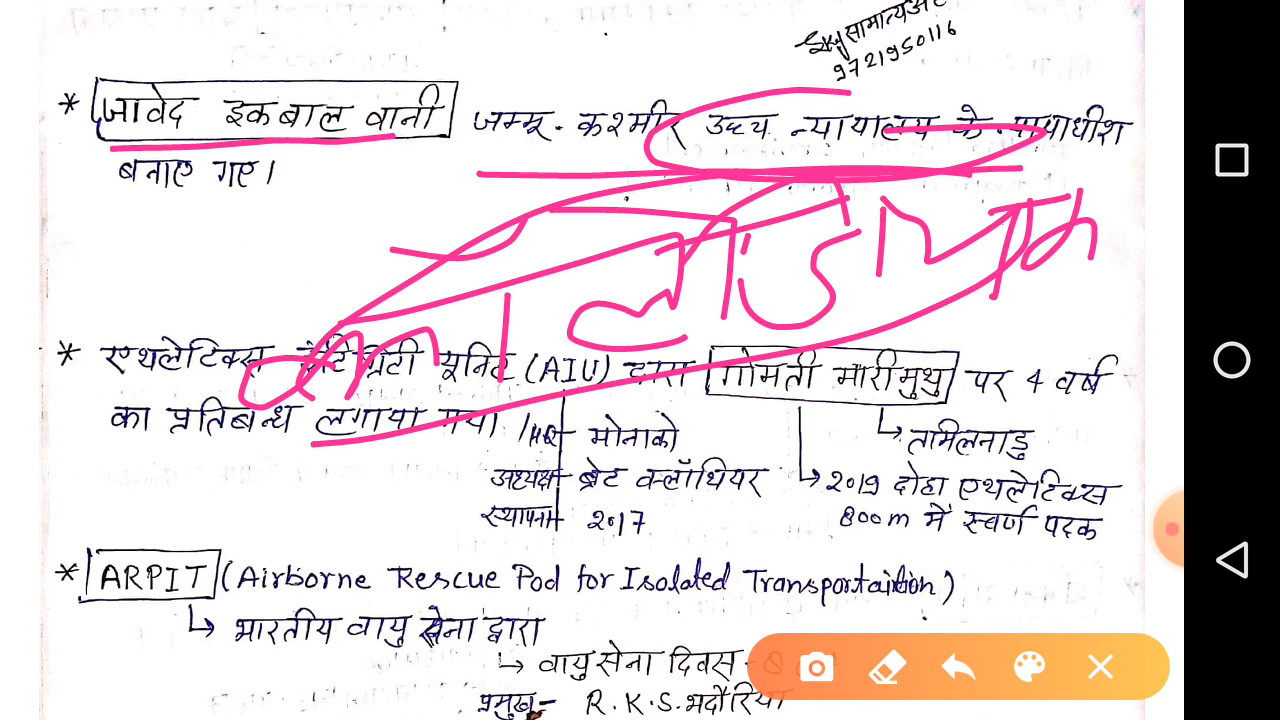 9721950116
* जावेद इकबाल वानी जम्मू - कश्मीर उच्च न्यायालय के न्यायाधीश
बनाए गए।
* एथलेटिक्स यूनिट (AIU) द्वारा गोमती मारीमुथु पर 4 वर्ष
का प्रतिबन्ध लगाया गया। HQ - मोनाको
तामिलनाडु
अध्यक्ष - ब्रेट क्लॉथियर
2019 दोहा एथलेटिक्स
स्थापना 2017
800m में स्वर्ण पदक
* ARPIT (Airborne Rescue Pod for Isolated Transportation)
भारतीय वायु सेना द्वारा
वायुसेना दिवस -
प्रमुख - R.K.S. भदौरिया